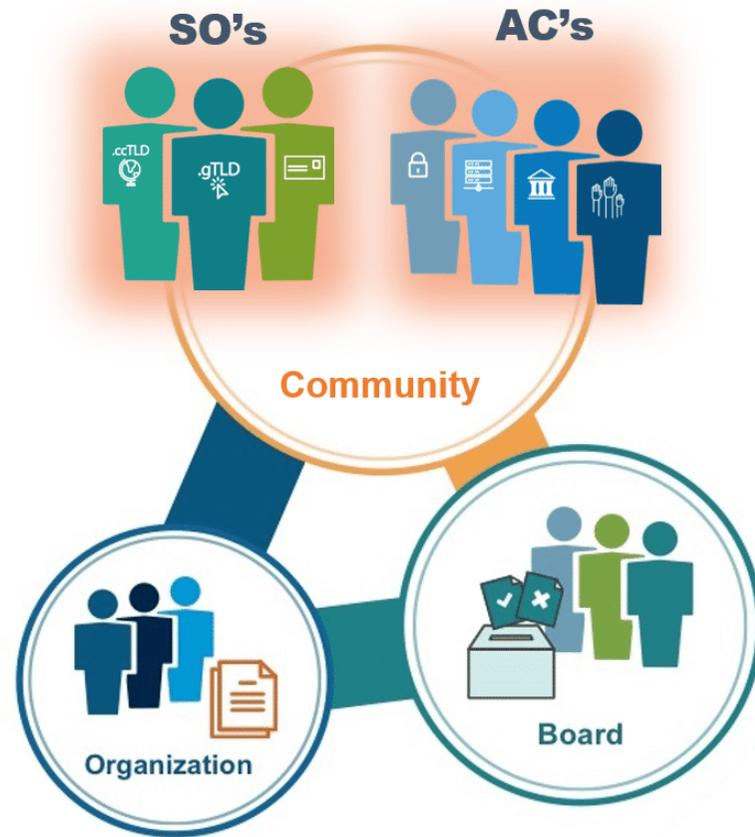 SO's
AC's
.ccTLD
.gTLD
Community
Organization
Board